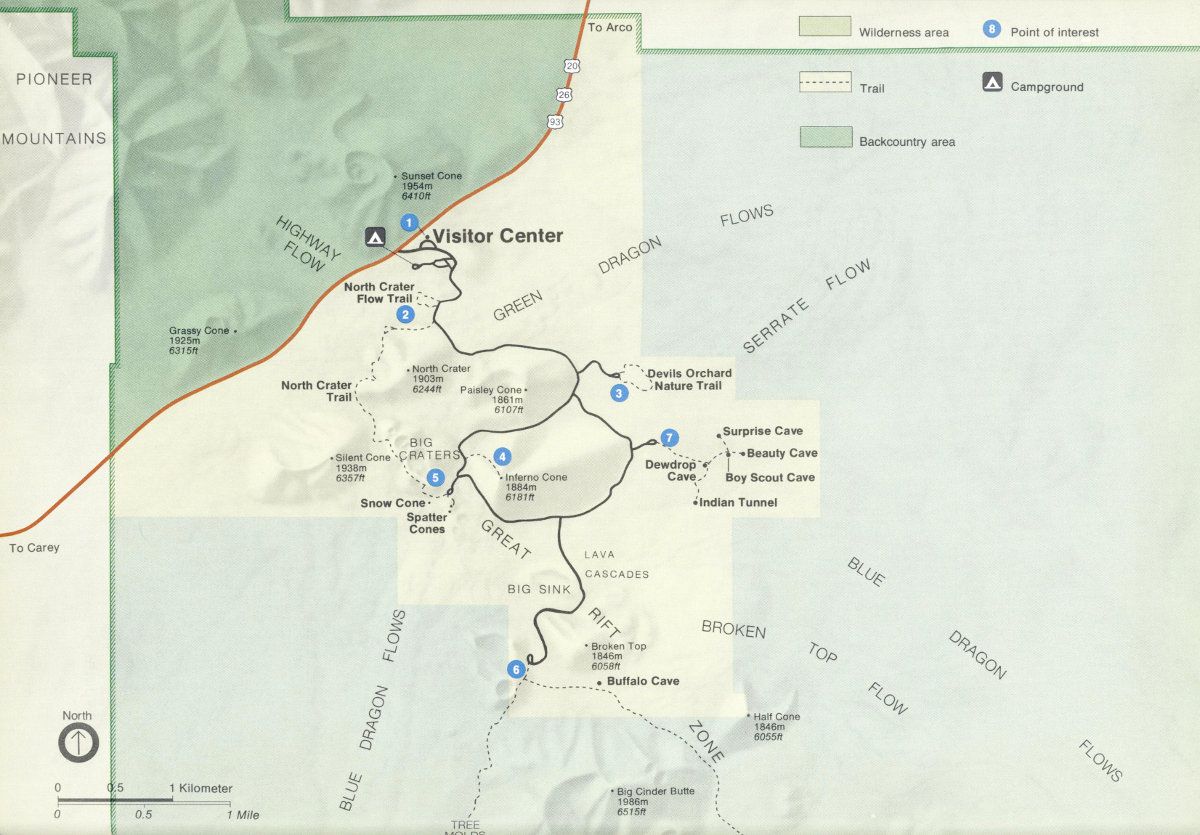 To Arco
Wilderness area
8
Point of interest
PIONEER
MOUNTAINS
20
26
93
Trail
Campground
Backcountry area
Sunset Cone
1954m
6410ft
1
Visitor Center
HIGHWAY
FLOW
GREEN DRAGON FLOWS
SERRATE FLOW
North Crater
Flow Trail
2
Grassy Cone
1925m
6315ft
North Crater
1903m
6244ft
North Crater
Trail
Paisley Cone
1861m
6107ft
Devils Orchard
Nature Trail
3
7
Surprise Cave
Beauty Cave
Dewdrop
Cave
Boy Scout Cave
Indian Tunnel
BIG
CRATERS
4
Silent Cone
1938m
6357ft
5
Inferno Cone
1884m
6181ft
Snow Cone
Spatter
Cones
To Carey
GREAT RIFT ZONE
LAVA
CASCADES
BIG SINK
BLUE DRAGON FLOWS
BROKEN TOP FLOW
BLUE DRAGON FLOWS
Broken Top
1846m
6058ft
6
Buffalo Cave
Half Cone
1846m
6055ft
Big Cinder Butte
1986m
6515ft
TREE
MOLDS
North
0 0.5 1 Kilometer
0 0.5 1 Mile